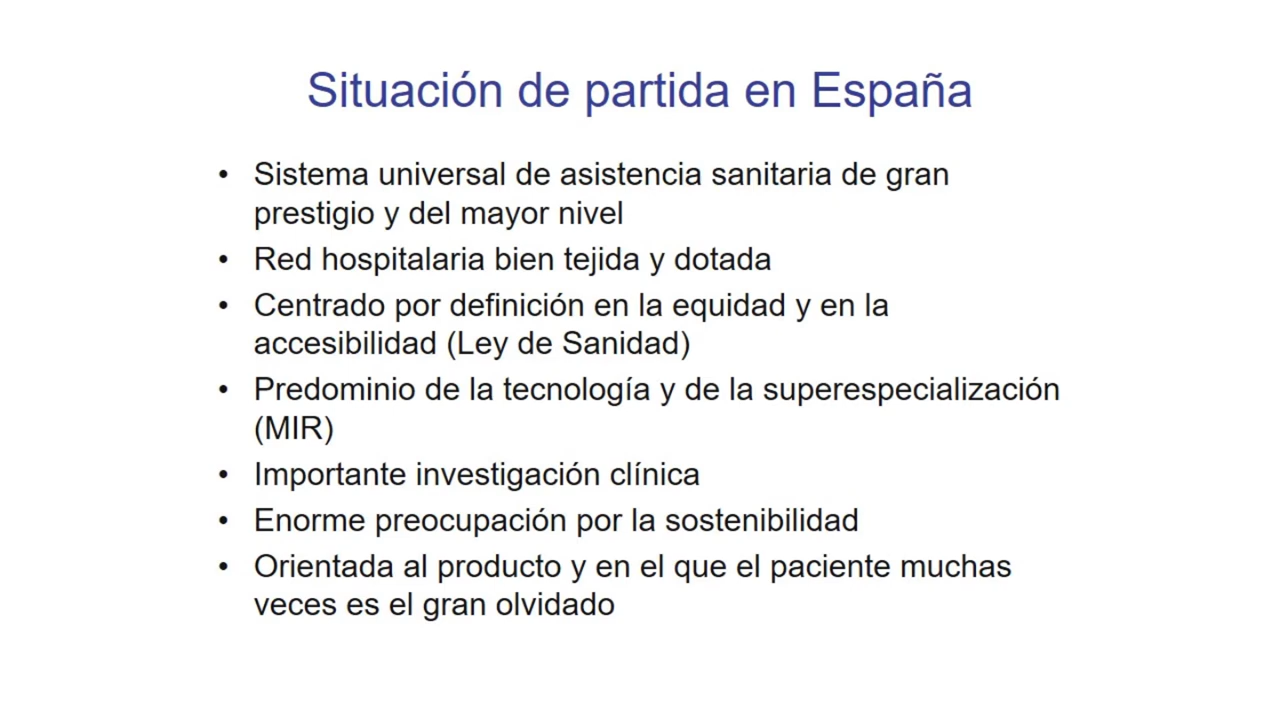 Situación de partida en España
• Sistema universal de asistencia sanitaria de gran
prestigio y del mayor nivel
• Red hospitalaria bien tejida y dotada
• Centrado por definición en la equidad y en la
accesibilidad (Ley de Sanidad)
• Predominio de la tecnología y de la superespecialización
(MIR)
• Importante investigación clínica
• Enorme preocupación por la sostenibilidad
• Orientada al producto y en el que el paciente muchas
veces es el gran olvidado